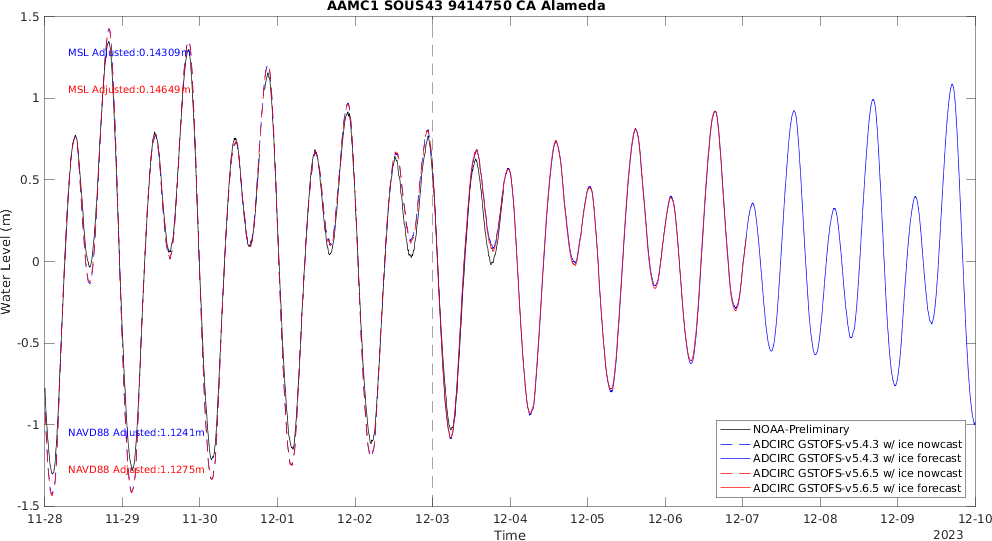 AAMC1 SOUS43 9414750 CA Alameda
1.5
MSL Adjusted:0.14309m
MSL Adjusted:0.14649m
1
0.5
0
-0.5
-1
-1.5
Water Level (m)
NAVD88 Adjusted:1.1241m
NAVD88 Adjusted:1.1275m
NOAA-Preliminary
ADCIRC GSTOFS-v5.4.3 w/ ice nowcast
ADCIRC GSTOFS-v5.4.3 w/ ice forecast
ADCIRC GSTOFS-v5.6.5 w/ ice nowcast
ADCIRC GSTOFS-v5.6.5 w/ ice forecast
11-28 11-29 11-30 12-01 12-02 12-03 12-04 12-05 12-06 12-07 12-08 12-09 12-10
Time
2023